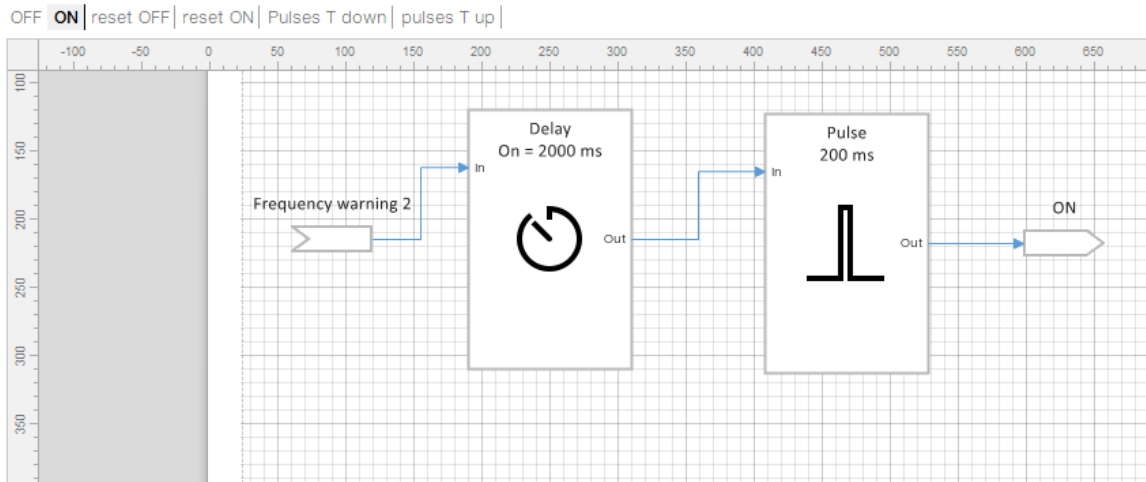 OFF ON reset OFF reset ON Pulses T down pulses T up
-100 -50 0 50 100 150 200 250 300 350 400 450 500 550 600 650
100
150
200
250
300
350
Delay
On = 2000 ms
In
Out
Pulse
200 ms
In
Out
Frequency warning 2
ON